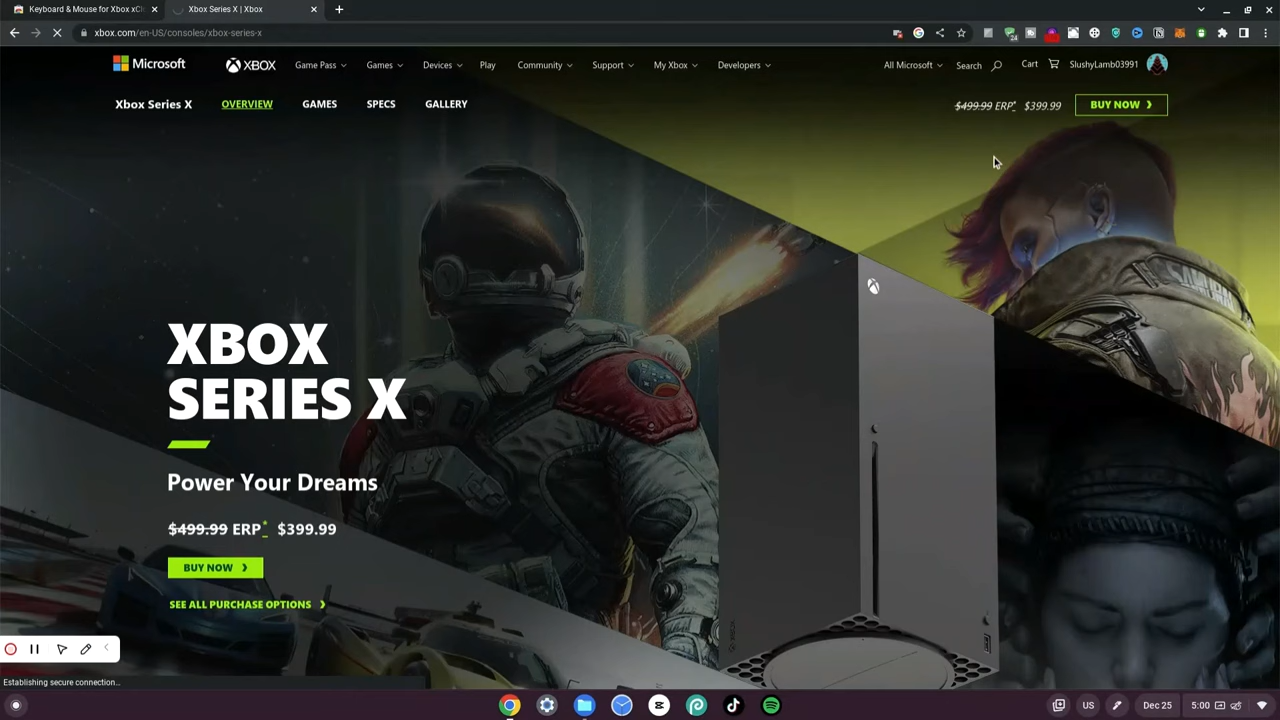 Keyboard & Mouse for Xbox xCl
Xbox Series X | Xbox
xbox.com/en-US/consoles/xbox-series-x
24
Microsoft
XBOX
Game Pass
Games
Devices
Play
Community
Support
My Xbox
Developers
All Microsoft
Search
Cart
SlushyLamb03991
Xbox Series X
OVERVIEW
GAMES
SPECS
GALLERY
$499.99 ERP* $399.99
BUY NOW
SAMURAI
XBOX
SERIES X
Power Your Dreams
$499.99 ERP* $399.99
BUY NOW
SEE ALL PURCHASE OPTIONS
Establishing secure connection...
US
Dec 25
5:00